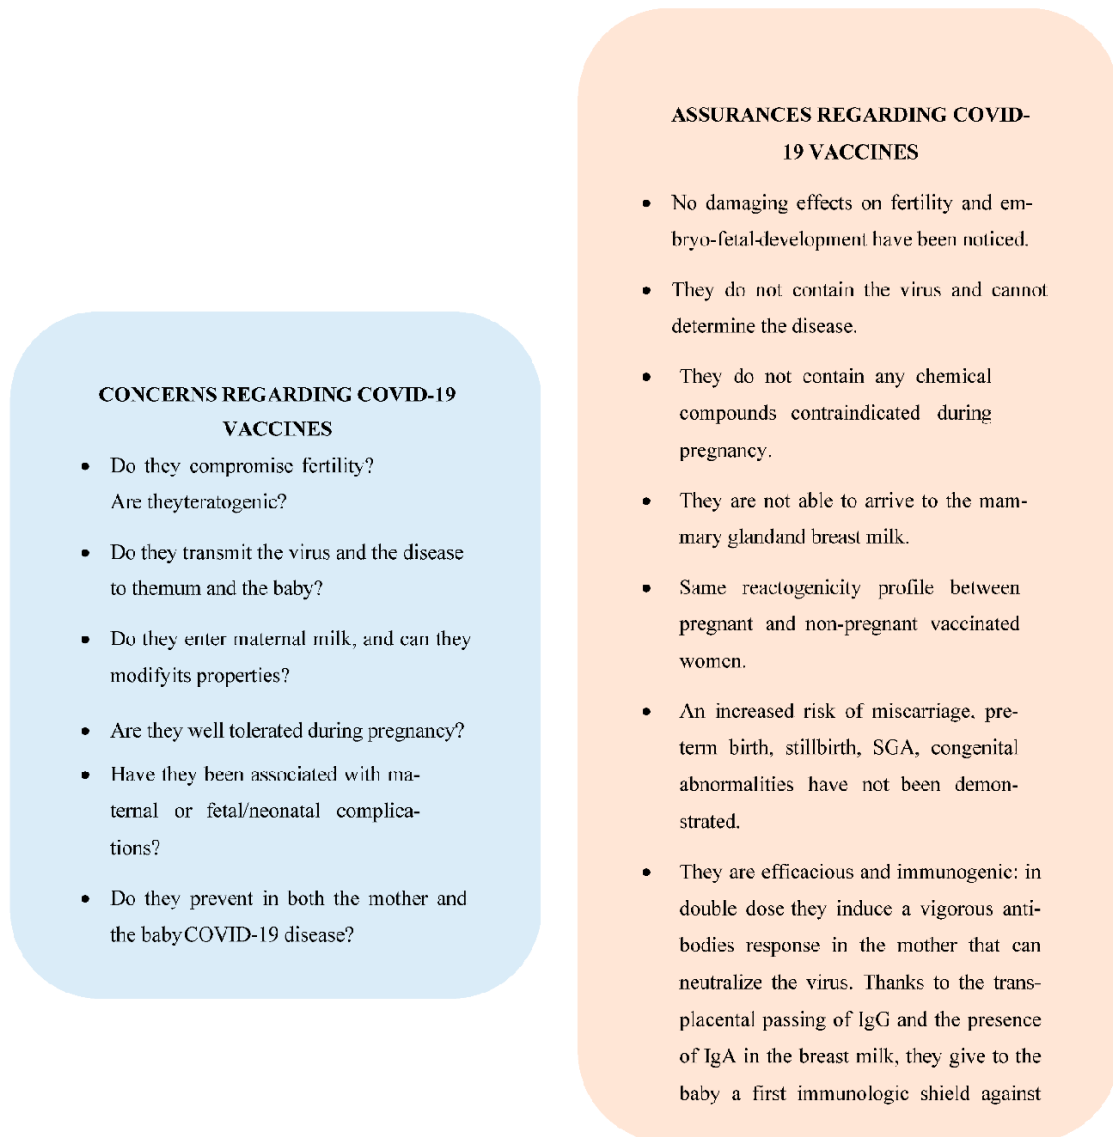 CONCERNS REGARDING COVID-19
VACCINES
• Do they compromise fertility?
Are theyteratogenic?
• Do they transmit the virus and the disease
to themum and the baby?
• Do they enter maternal milk, and can they
modifyits properties?
• Are they well tolerated during pregnancy?
• Have they been associated with ma-
ternal or fetal/neonatal complica-
tions?
• Do they prevent in both the mother and
the babyCOVID-19 disease?
ASSURANCES REGARDING COVID-
19 VACCINES
• No damaging effects on fertility and em-
bryo-fetal-development have been noticed.
• They do not contain the virus and cannot
determine the disease.
• They do not contain any chemical
compounds contraindicated during
pregnancy.
• They are not able to arrive to the mam-
mary glandand breast milk.
• Same reactogenicity profile between
pregnant and non-pregnant vaccinated
women.
• An increased risk of miscarriage, pre-
term birth, stillbirth, SGA, congenital
abnormalities have not been demon-
strated.
• They are efficacious and immunogenic: in
double dose they induce a vigorous anti-
bodies response in the mother that can
neutralize the virus. Thanks to the trans-
placental passing of IgG and the presence
of IgA in the breast milk, they give to the
baby a first immunologic shield against